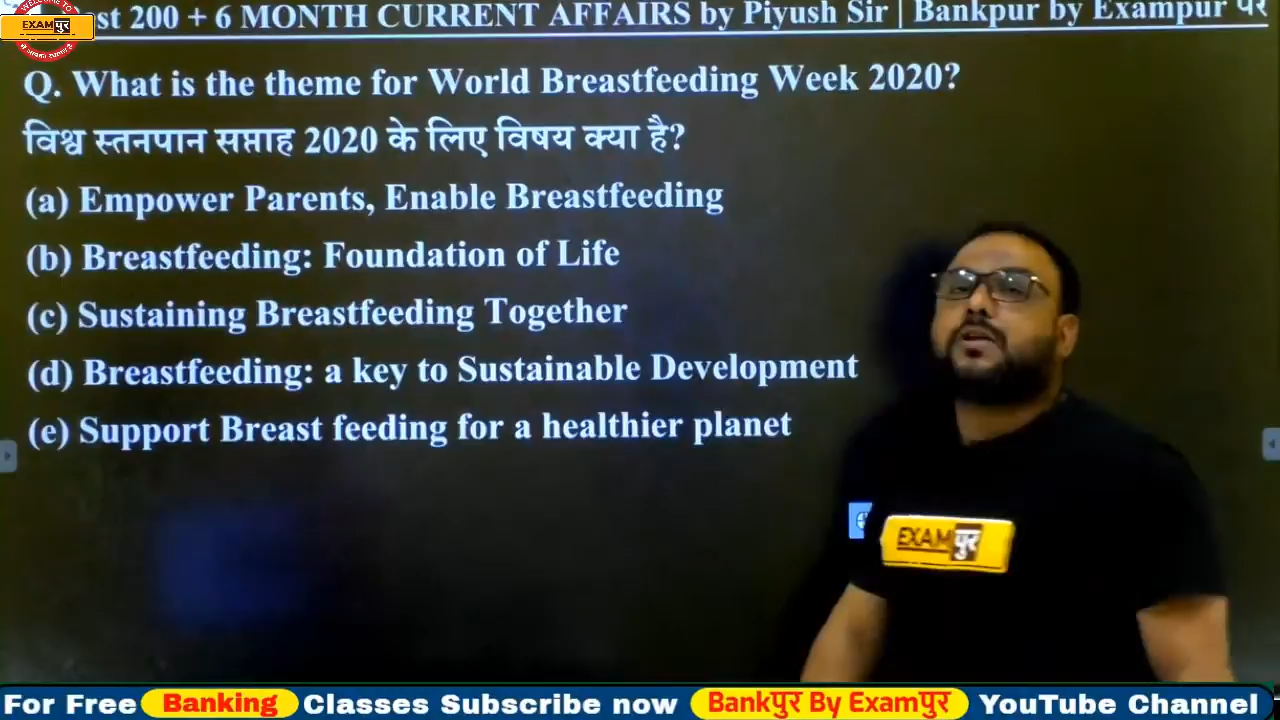 WELCOME TO
EXAMपुर
st 200 + 6 MONTH CURRENT AFFAIRS by Piyush Sir | Bankpur by Exampur पर
Q. What is the theme for World Breastfeeding Week 2020?
विश्व स्तनपान सप्ताह 2020 के लिए विषय क्या है?
(a) Empower Parents, Enable Breastfeeding
(b) Breastfeeding: Foundation of Life
(c) Sustaining Breastfeeding Together
(d) Breastfeeding: a key to Sustainable Development
(e) Support Breast feeding for a healthier planet
EXAMपुर
For Free Banking Classes Subscribe now Bankपुर By Examपुर YouTube Channel